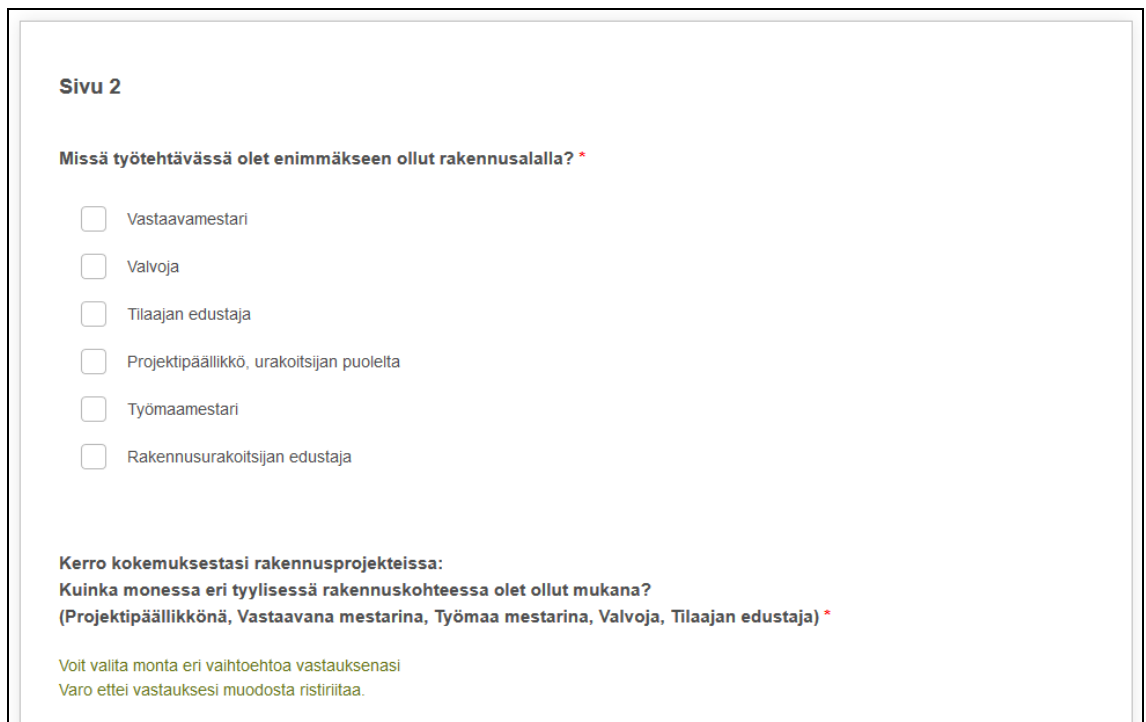 Sivu 2
Missä työtehtävässä olet enimmäkseen ollut rakennusalalla? *
Vastaavamestari
Valvoja
Tilaajan edustaja
Projektipäällikkö, urakoitsijan puolelta
Työmaamestari
Rakennusurakoitsijan edustaja
Kerro kokemuksestasi rakennusprojekteissa:
Kuinka monessa eri tyylisessä rakennuskohteessa olet ollut mukana?
(Projektipäällikkönä, Vastaavana mestarina, Työmaa mestarina, Valvoja, Tilaajan edustaja) *
Voit valita monta eri vaihtoehtoa vastauksenasi
Varo ettei vastauksesi muodosta ristiriitaa.